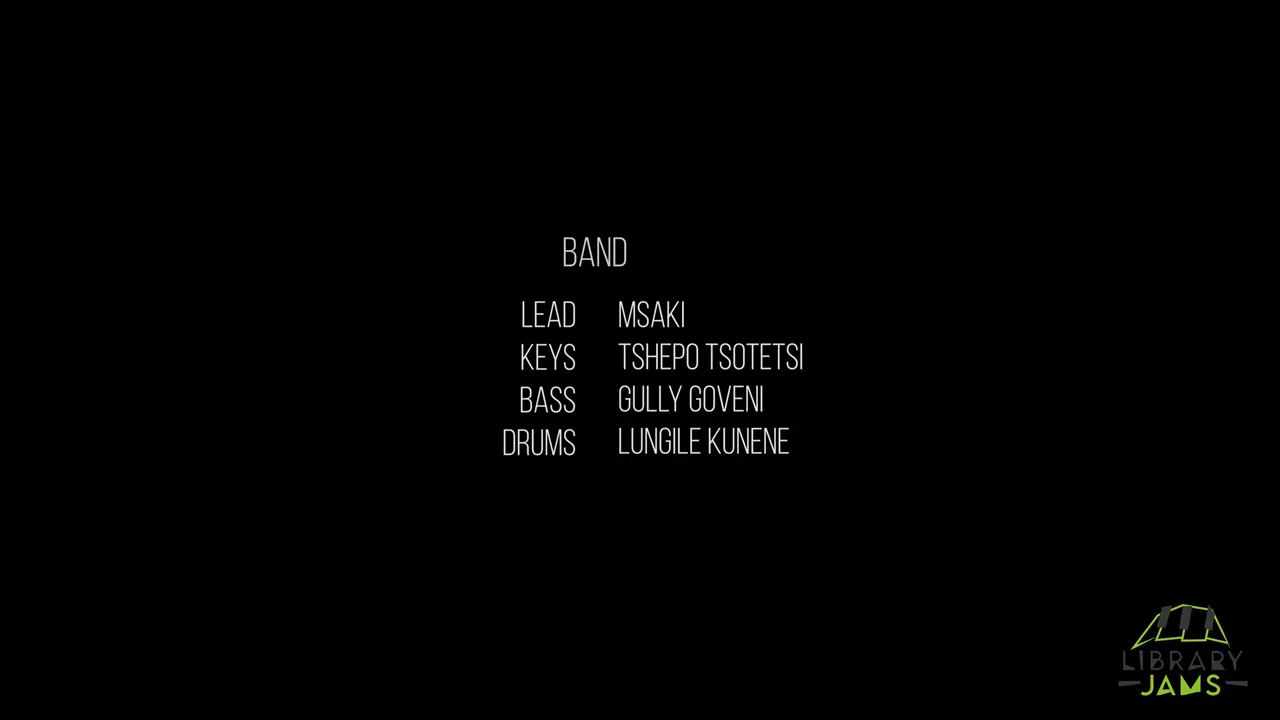 BAND
LEAD MSAKI
KEYS TSHEPO TSOTETSI
BASS GULLY GOVENI
DRUMS LUNGILE KUNENE
LIBRARY
JAMS